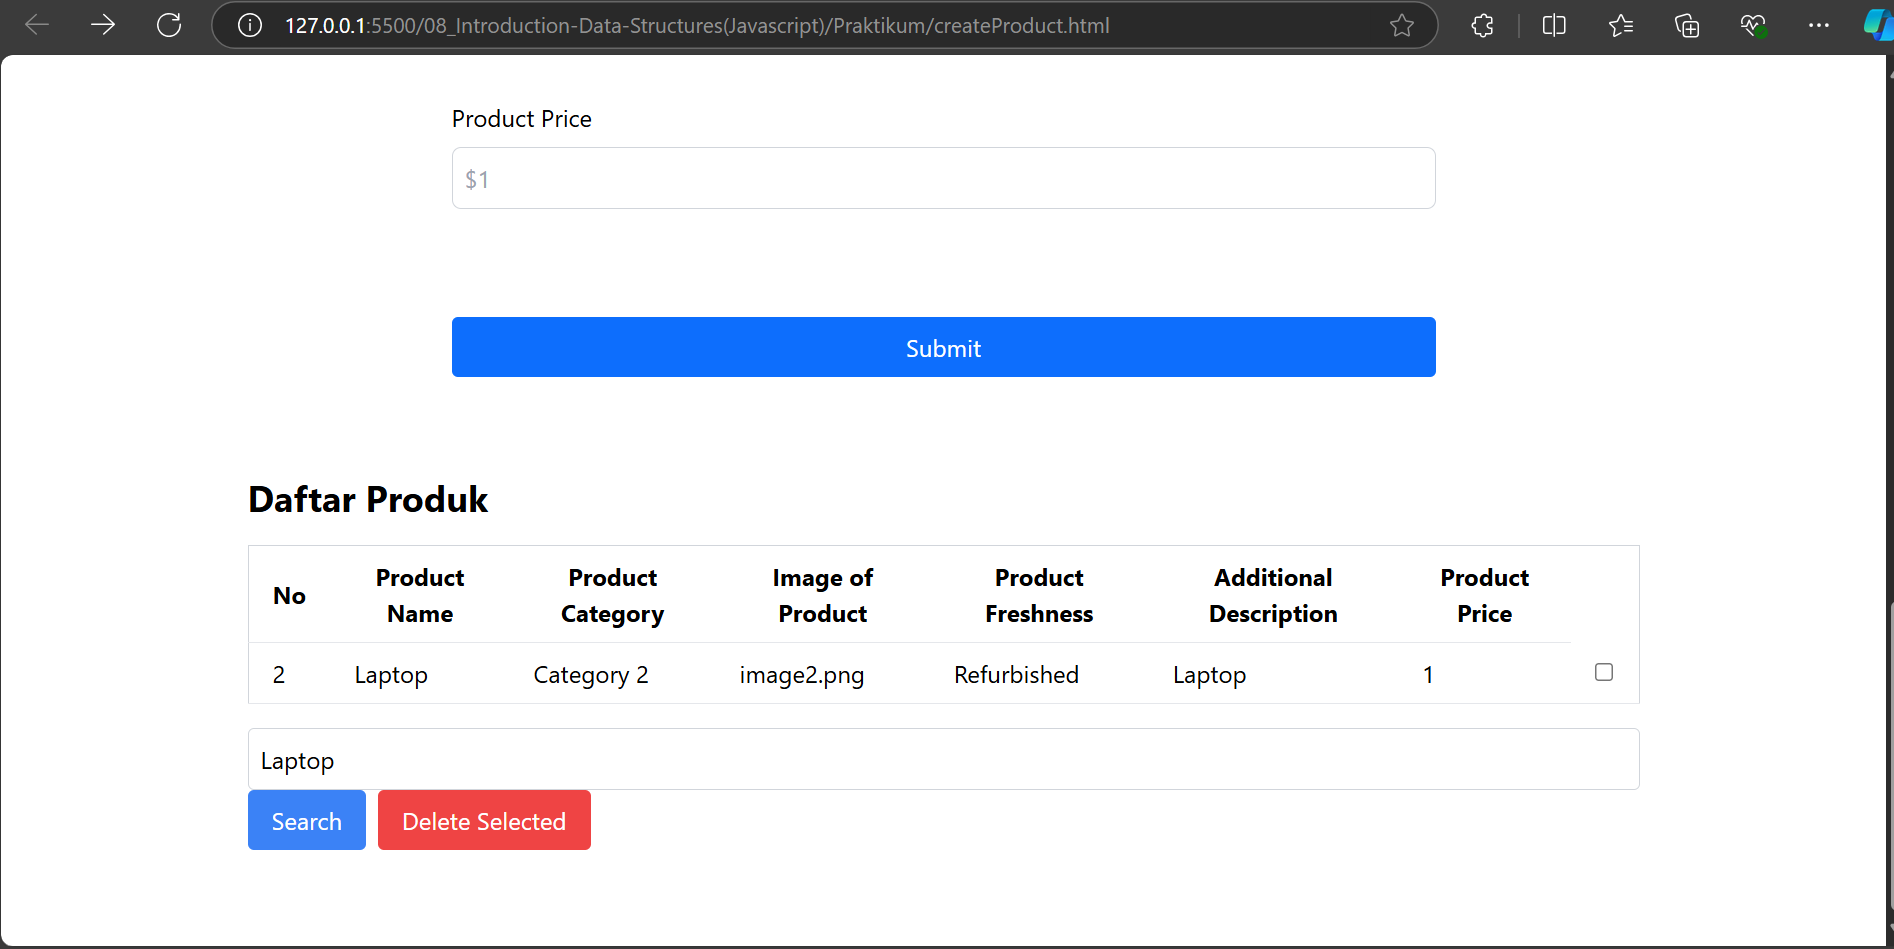 127.0.0.1:5500/08_Introduction-Data-Structures(Javascript)/Praktikum/createProduct.html
Product Price
$1
Submit
Daftar Produk
No Product Name Product Category Image of Product Product Freshness Additional Description Product Price
2 Laptop Category 2 image2.png Refurbished Laptop 1
Laptop
Search Delete Selected